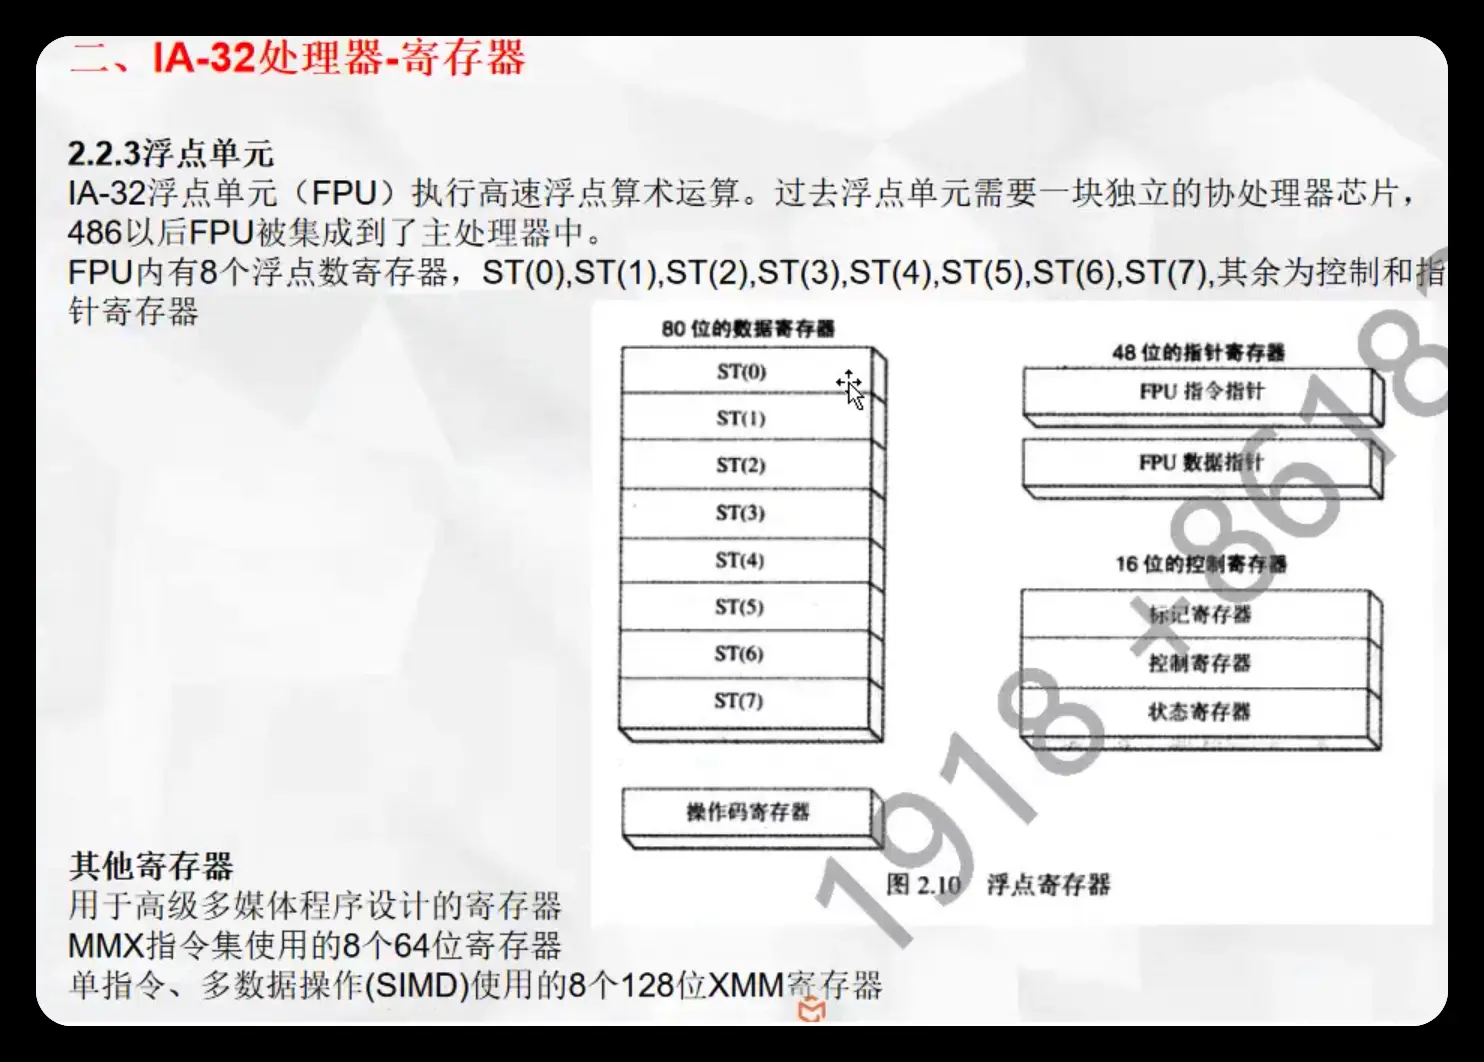 二、IA-32处理器-寄存器
2.2.3浮点单元
IA-32浮点单元（FPU）执行高速浮点算术运算。过去浮点单元需要一块独立的协处理器芯片，
486以后FPU被集成到了主处理器中。
FPU内有8个浮点数寄存器，ST(0),ST(1),ST(2),ST(3),ST(4),ST(5),ST(6),ST(7),其余为控制和指
针寄存器
80 位的数据寄存器
ST(0)
ST(1)
ST(2)
ST(3)
ST(4)
ST(5)
ST(6)
ST(7)
操作码寄存器
48 位的指针寄存器
FPU 指令指针
FPU 数据指针
16 位的控制寄存器
标记寄存器
控制寄存器
状态寄存器
图 2.10 浮点寄存器
其他寄存器
用于高级多媒体程序设计的寄存器
MMX指令集使用的8个64位寄存器
单指令、多数据操作(SIMD)使用的8个128位XMM寄存器
1918 +8618